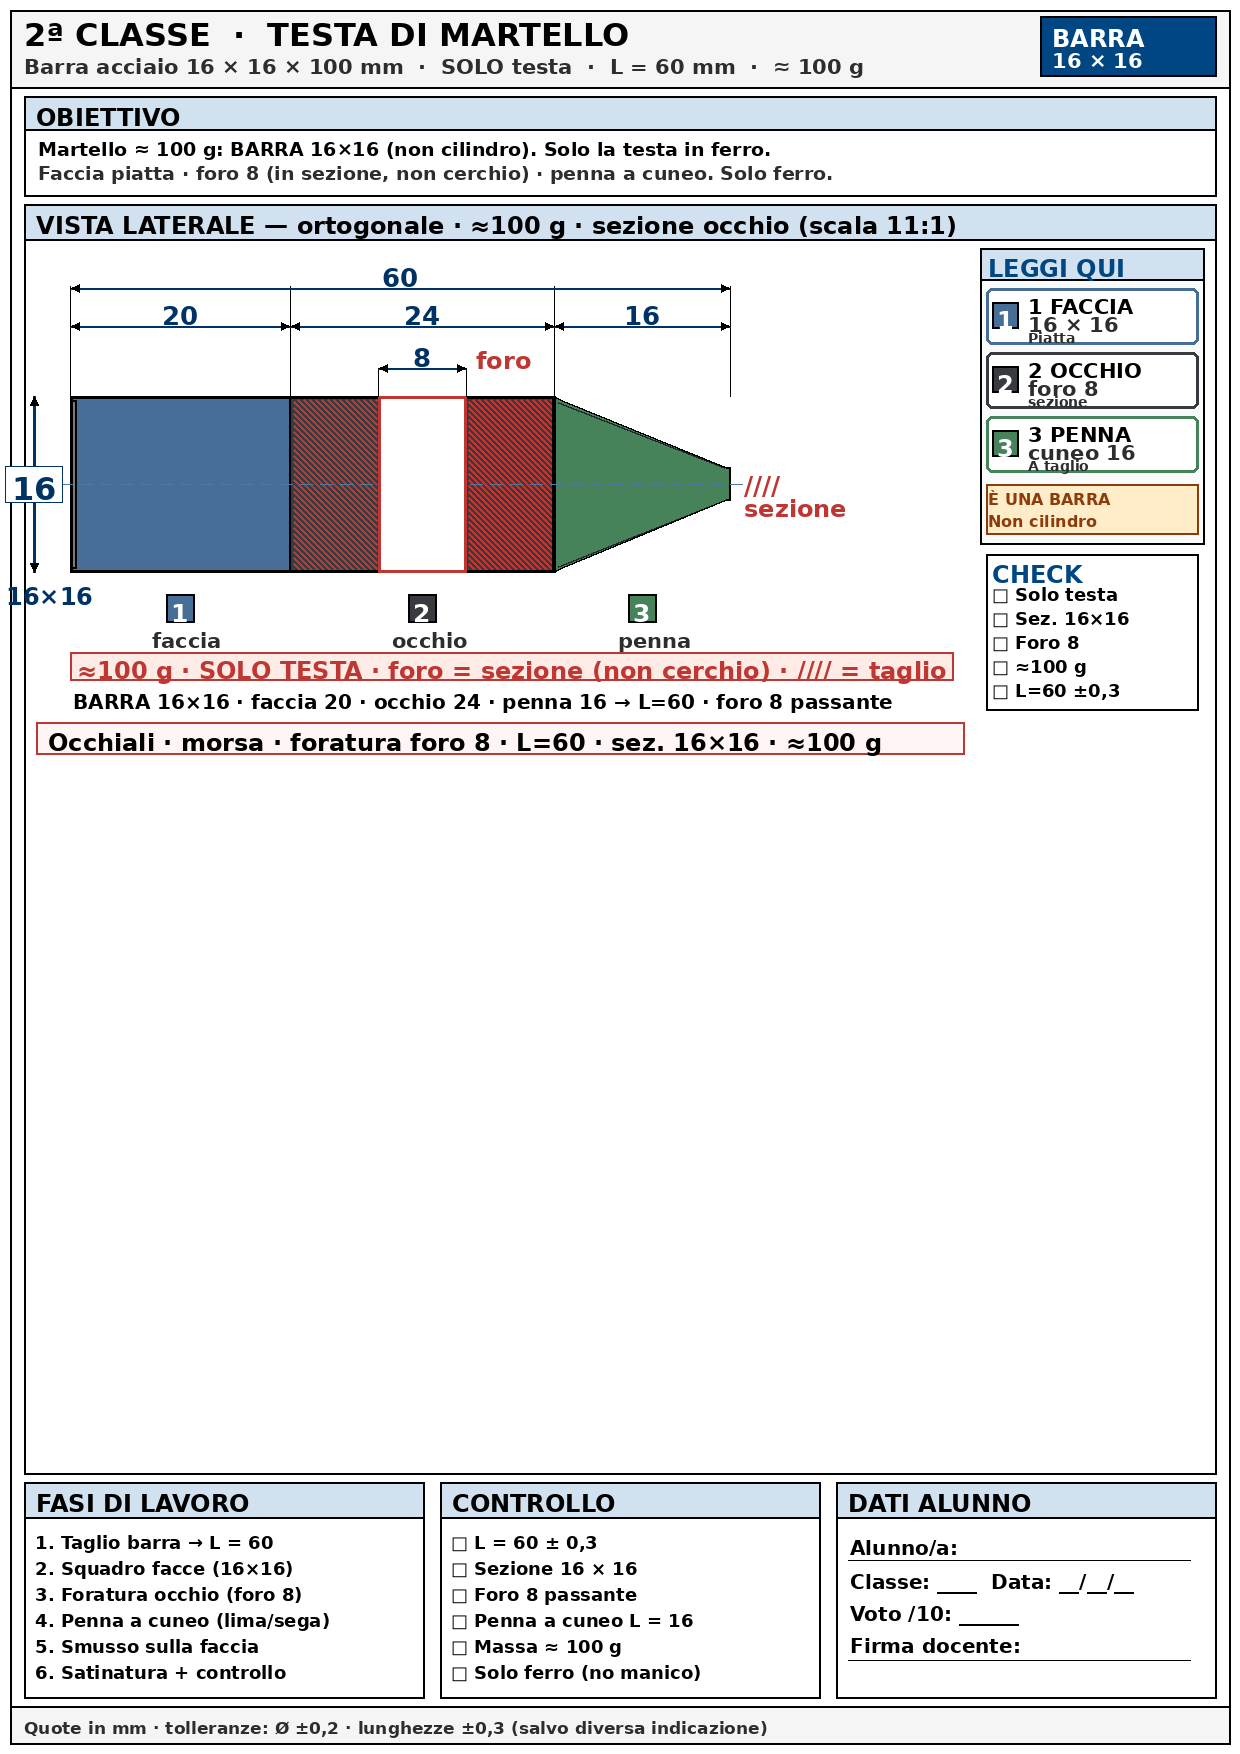 2ª CLASSE · TESTA DI MARTELLO
Barra acciaio 16 × 16 × 100 mm · SOLO testa · L = 60 mm · ≈ 100 g
BARRA
16 × 16
OBIETTIVO
Martello ≈ 100 g: BARRA 16×16 (non cilindro). Solo la testa in ferro.
Faccia piatta · foro 8 (in sezione, non cerchio) · penna a cuneo. Solo ferro.
VISTA LATERALE — ortogonale · ≈100 g · sezione occhio (scala 11:1)
60
20 24 16
8 foro
16
16×16
////
sezione
1 2 3
faccia occhio penna
≈100 g · SOLO TESTA · foro = sezione (non cerchio) · //// = taglio
BARRA 16×16 · faccia 20 · occhio 24 · penna 16 → L=60 · foro 8 passante
Occhiali · morsa · foratura foro 8 · L=60 · sez. 16×16 · ≈100 g
LEGGI QUI
1 1 FACCIA
16 × 16
Piatta
2 2 OCCHIO
foro 8
sezione
3 3 PENNA
cuneo 16
A taglio
È UNA BARRA
Non cilindro
CHECK
□ Solo testa
□ Sez. 16×16
□ Foro 8
□ ≈100 g
□ L=60 ±0,3
FASI DI LAVORO
1. Taglio barra → L = 60
2. Squadro facce (16×16)
3. Foratura occhio (foro 8)
4. Penna a cuneo (lima/sega)
5. Smusso sulla faccia
6. Satinatura + controllo
CONTROLLO
□ L = 60 ± 0,3
□ Sezione 16 × 16
□ Foro 8 passante
□ Penna a cuneo L = 16
□ Massa ≈ 100 g
□ Solo ferro (no manico)
DATI ALUNNO
Alunno/a:
Classe: ____ Data: __/__/__
Voto /10: ______
Firma docente:
Quote in mm · tolleranze: Ø ±0,2 · lunghezze ±0,3 (salvo diversa indicazione)